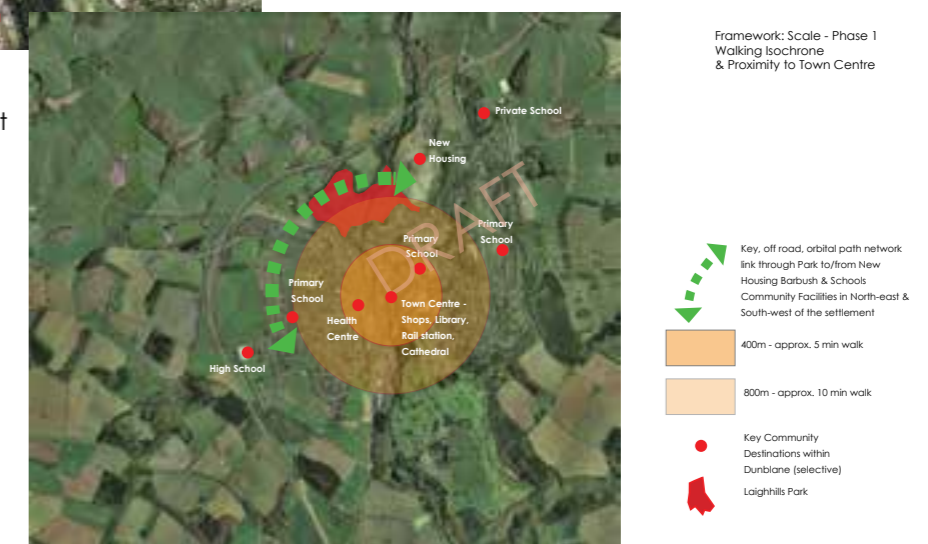 Framework: Scale - Phase 1
Walking Isochrone
& Proximity to Town Centre
t
Private School
New
Housing
DRAFT
Primary
School
Primary
School
Primary
School
Town Centre -
Shops, Library,
Rail station,
Cathedral
Health
Centre
High School
Key, off road, orbital path network
link through Park to/from New
Housing Barbush & Schools
Community Facilities in North-east &
South-west of the settlement
400m - approx. 5 min walk
800m - approx. 10 min walk
Key Community
Destinations within
Dunblane (selective)
Laighhills Park